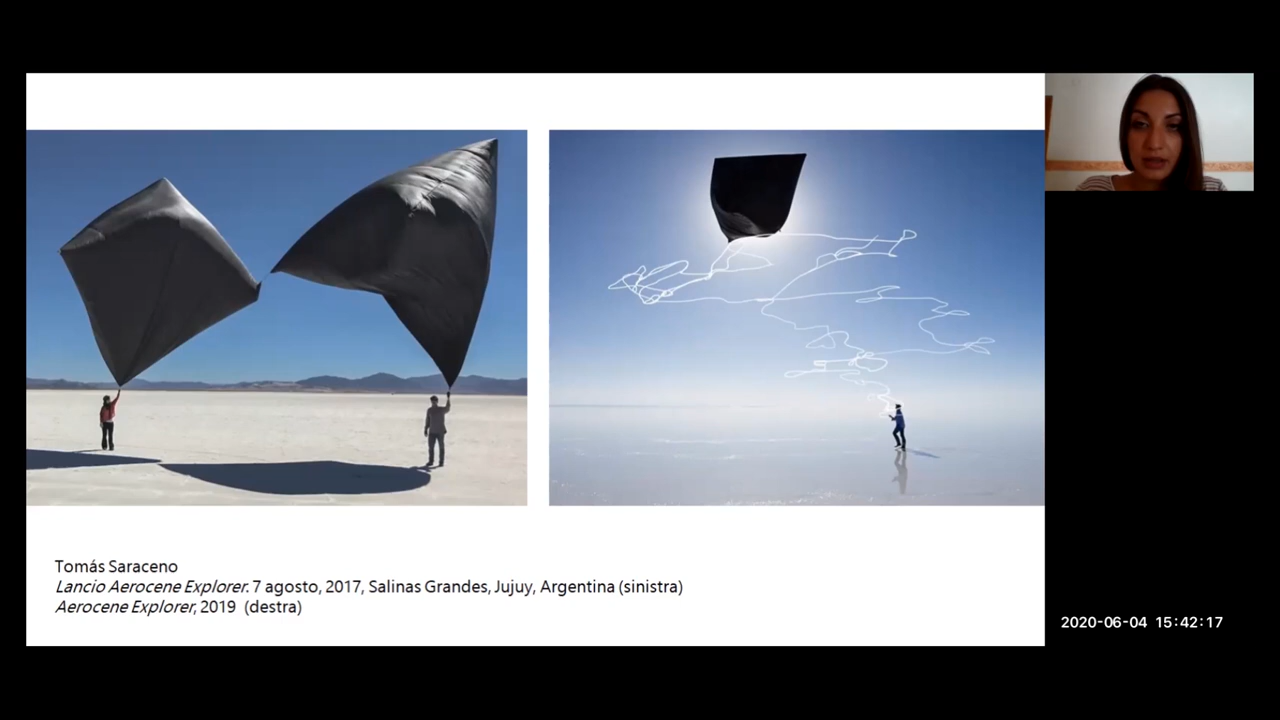 Tomás Saraceno
Lancio Aerocene Explorer. 7 agosto, 2017, Salinas Grandes, Jujuy, Argentina (sinistra)
Aerocene Explorer, 2019 (destra)
2020-06-04 15:42:17